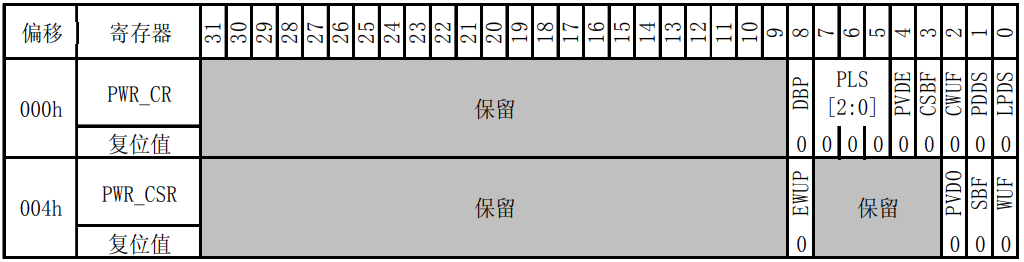 偏移 寄存器 31 30 29 28 27 26 25 24 23 22 21 20 19 18 17 16 15 14 13 12 11 10 9 8 7 6 5 4 3 2 1 0
000h PWR_CR 保留 DBP PLS [2:0] PVDE CSBF CWUF PDDS LPDS
复位值 0 0 0 0 0 0 0 0 0
004h PWR_CSR 保留 EWUP 保留 PVDO SBF WUF
复位值 0 0 0 0